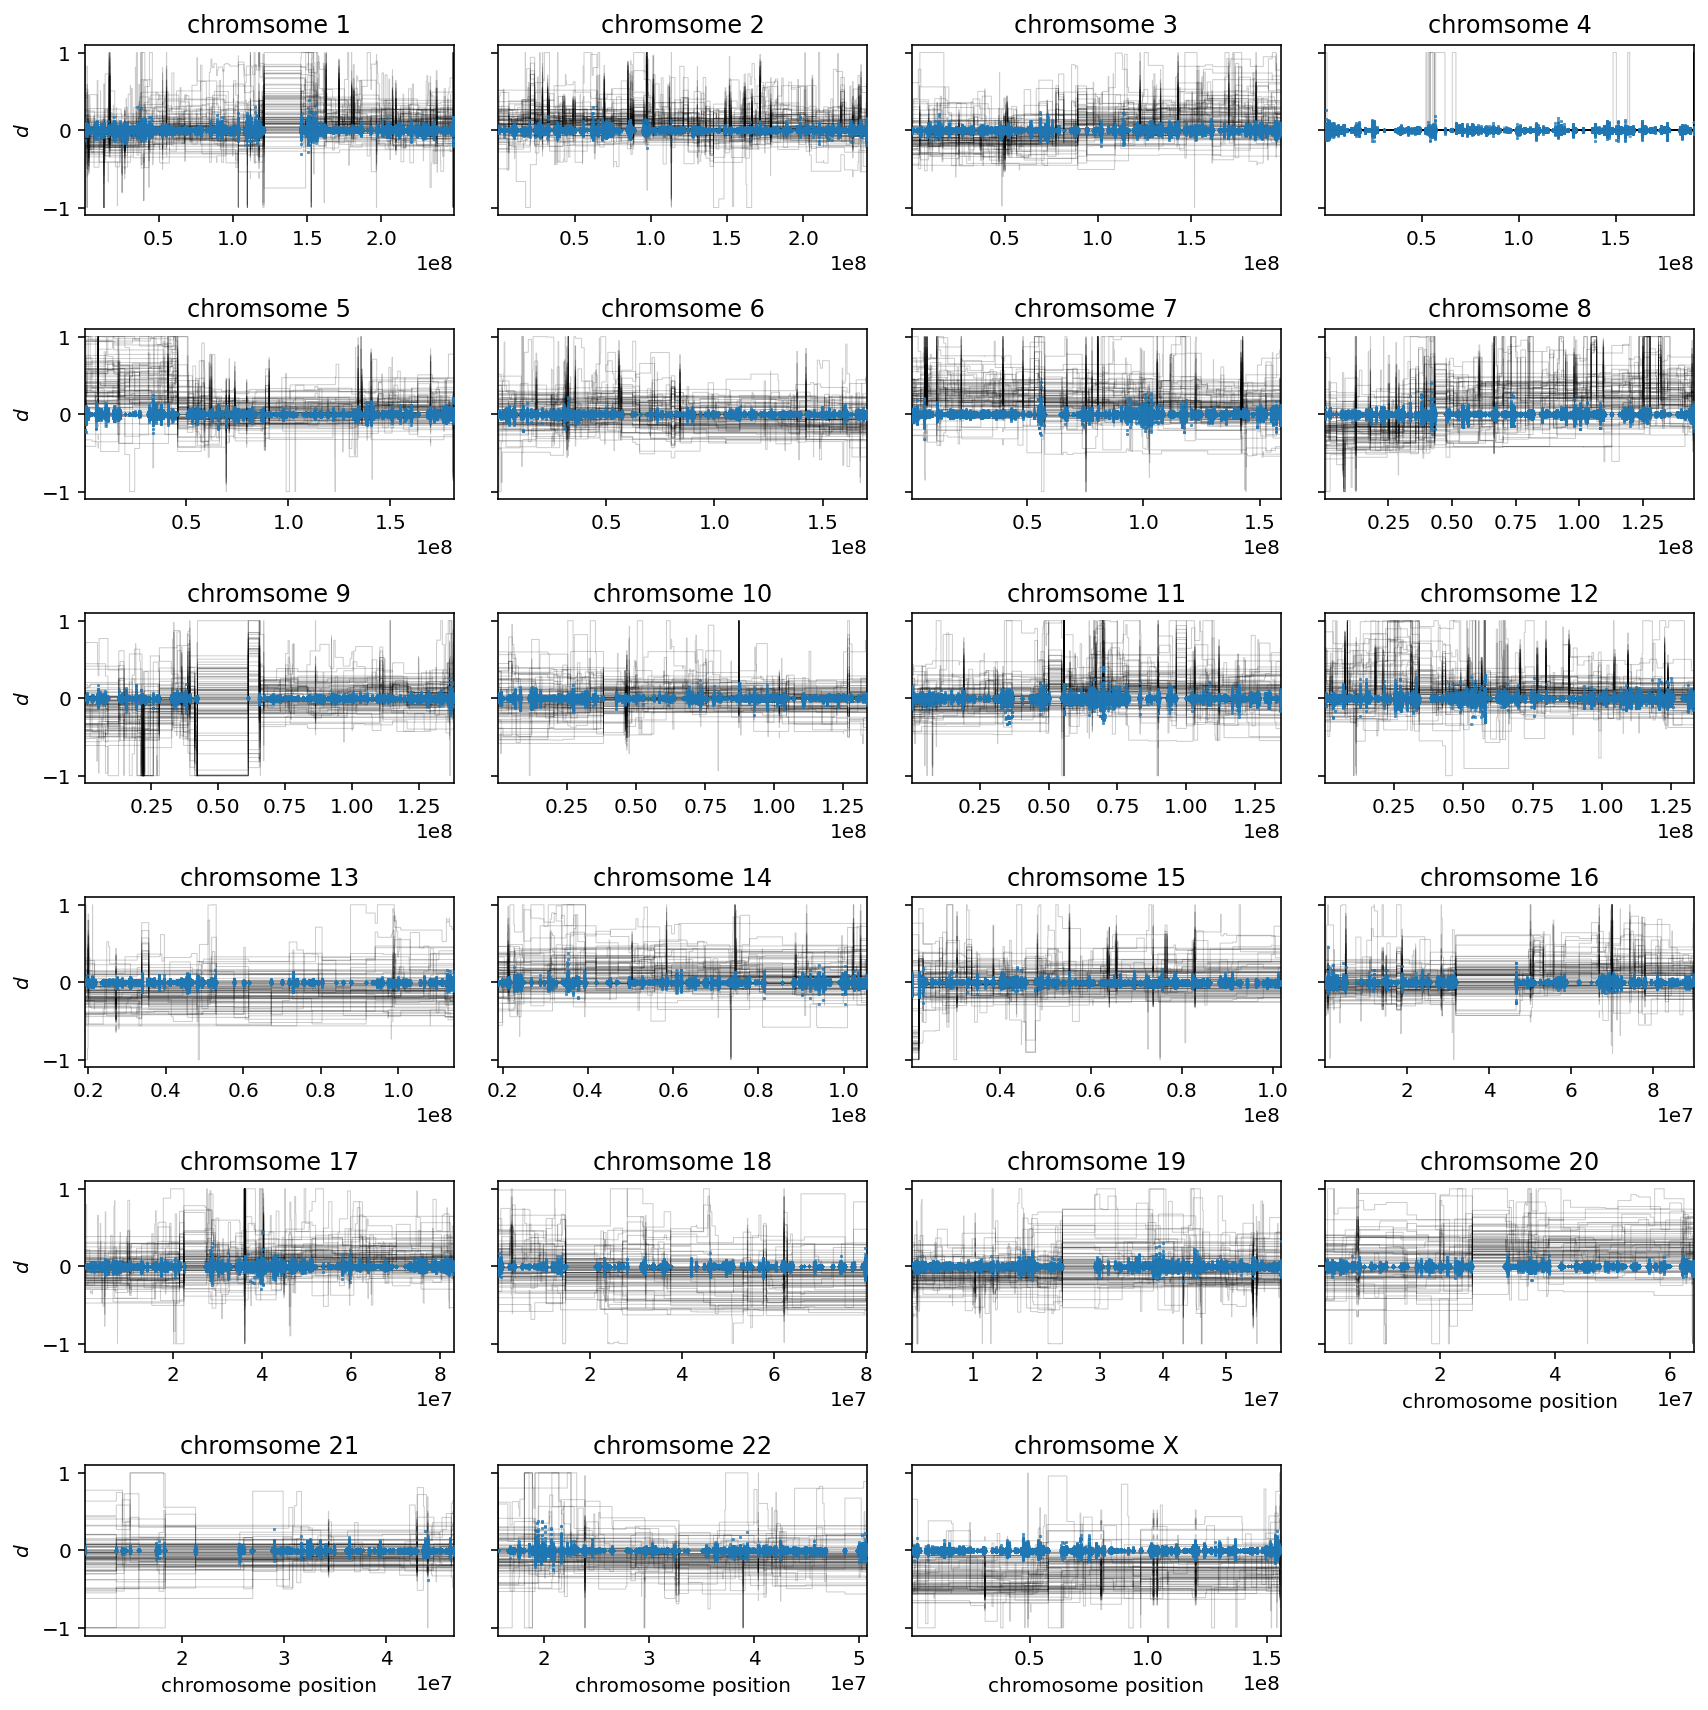 chromsome 1 chromsome 2 chromsome 3 chromsome 4
1
0
−1
d
0.5 1.0 1.5 2.0 0.5 1.0 1.5 2.0 0.5 1.0 1.5 0.5 1.0 1.5
1e8 1e8 1e8 1e8
chromsome 5 chromsome 6 chromsome 7 chromsome 8
1
0
−1
d
0.5 1.0 1.5 0.5 1.0 1.5 0.5 1.0 1.5 0.25 0.50 0.75 1.00 1.25
1e8 1e8 1e8 1e8
chromsome 9 chromsome 10 chromsome 11 chromsome 12
1
0
−1
d
0.25 0.50 0.75 1.00 1.25 0.25 0.50 0.75 1.00 1.25 0.25 0.50 0.75 1.00 1.25 0.25 0.50 0.75 1.00 1.25
1e8 1e8 1e8 1e8
chromsome 13 chromsome 14 chromsome 15 chromsome 16
1
0
−1
d
0.2 0.4 0.6 0.8 1.0 0.2 0.4 0.6 0.8 1.0 0.4 0.6 0.8 1.0 2 4 6 8
1e8 1e8 1e8 1e7
chromsome 17 chromsome 18 chromsome 19 chromsome 20
1
0
−1
d
2 4 6 8 2 4 6 8 1 2 3 4 5 2 4 6
1e7 1e7 1e7 chromosome position 1e7
chromsome 21 chromsome 22 chromsome X
1
0
−1
d
2 3 4 2 3 4 5 0.5 1.0 1.5
chromosome position 1e7 chromosome position 1e7 chromosome position 1e8